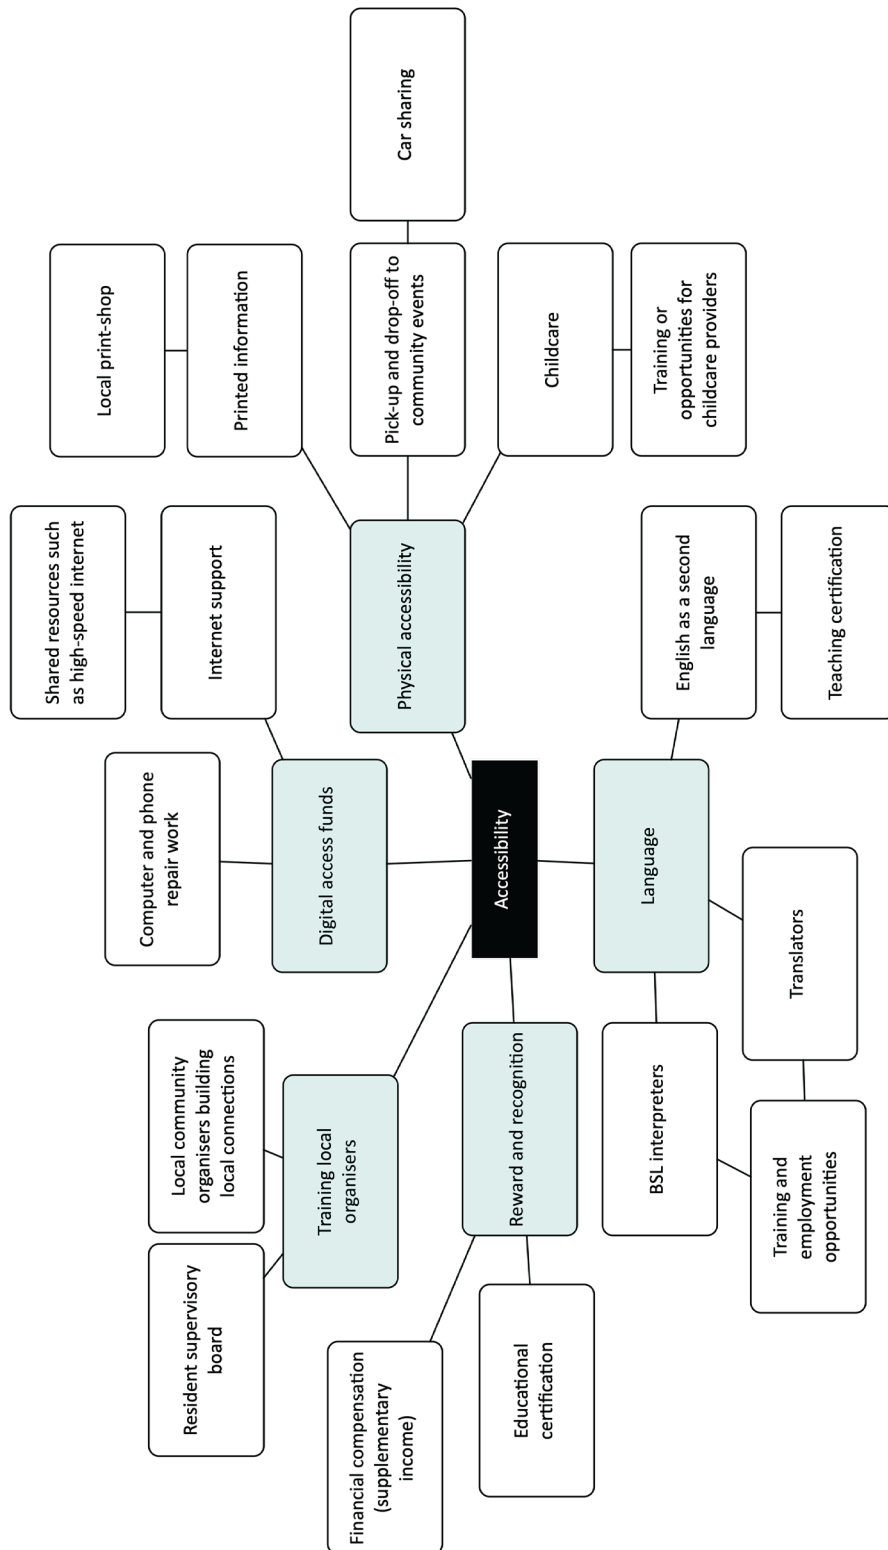 Shared resources such
as high-speed internet
Local print-shop
Computer and phone
repair work
Resident supervisory
board
Local community
organisers building
local connections
Internet support
Printed information
Training local
organisers
Digital access funds
Financial compensation
(supplementary
income)
Physical accessibility
Pick-up and drop-off to
community events
Car sharing
Educational
certification
Reward and recognition
Accessibility
Childcare
BSL interpreters
Language
English as a second
language
Training or
opportunities for
childcare providers
Training and
employment
opportunities
Translators
Teaching certification